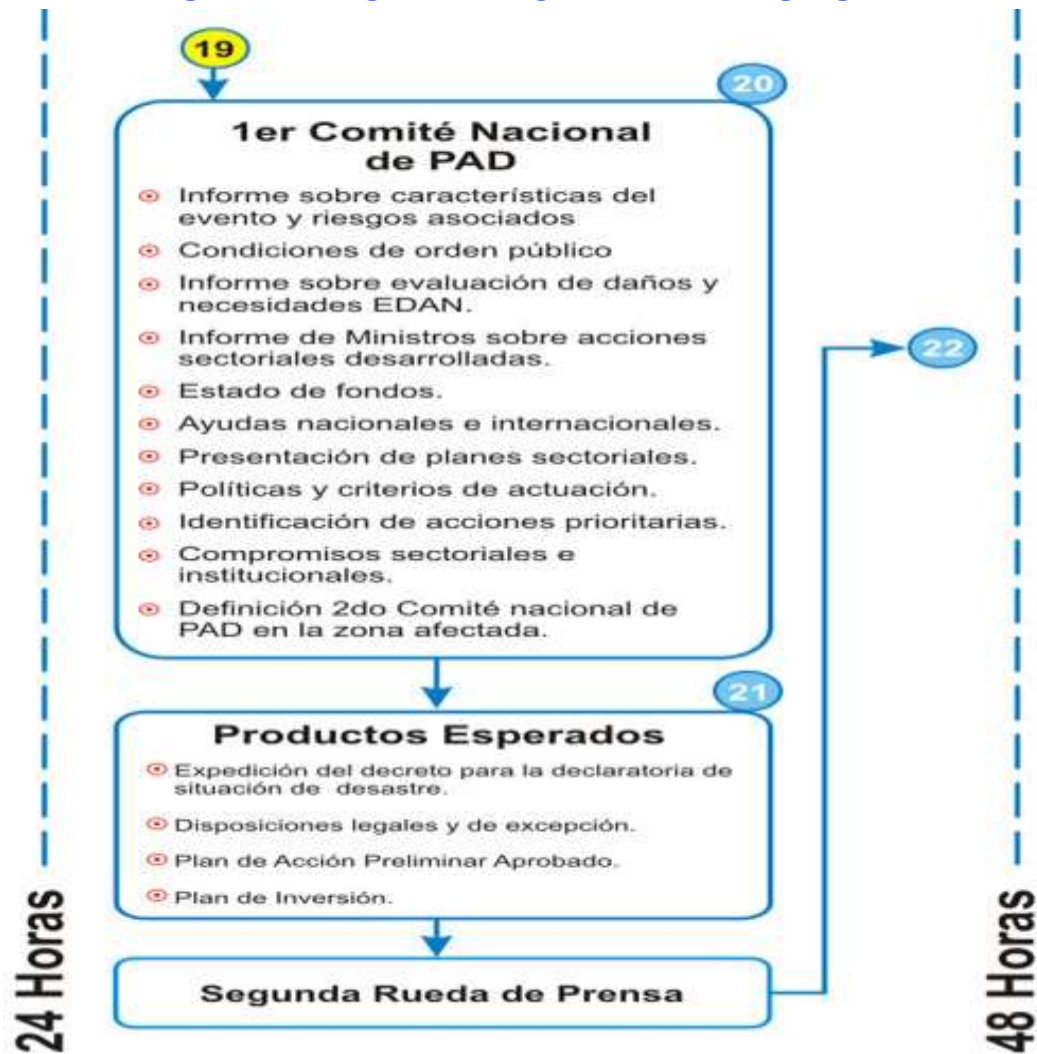 19
20
1er Comité Nacional
de PAD
Informe sobre características del
evento y riesgos asociados
Condiciones de orden público
Informe sobre evaluación de daños y
necesidades EDAN.
Informe de Ministros sobre acciones
sectoriales desarrolladas.
Estado de fondos.
Ayudas nacionales e internacionales.
Presentación de planes sectoriales.
Políticas y criterios de actuación.
Identificación de acciones prioritarias.
Compromisos sectoriales e
institucionales.
Definición 2do Comité nacional de
PAD en la zona afectada.
22
21
Productos Esperados
Expedición del decreto para la declaratoria de
situación de desastre.
Disposiciones legales y de excepción.
Plan de Acción Preliminar Aprobado.
Plan de Inversión.
Segunda Rueda de Prensa
24 Horas
48 Horas